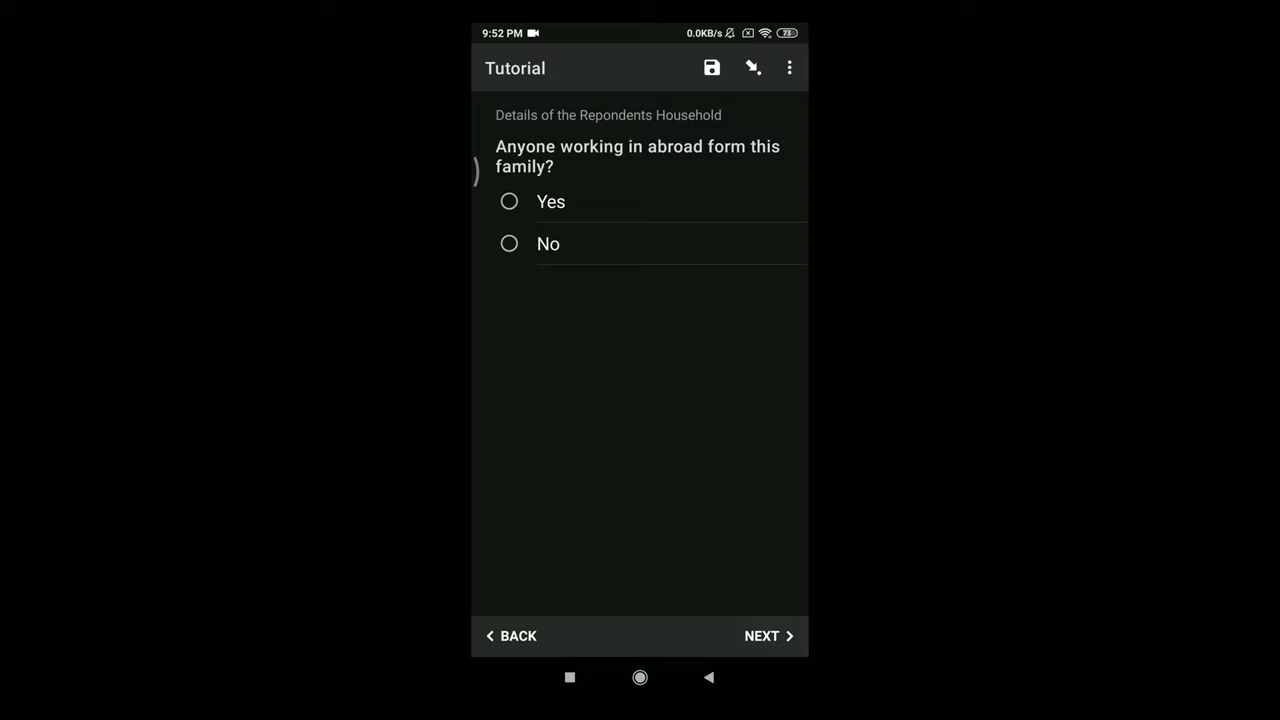 9:52 PM 0.0KB/s 73
Tutorial
Details of the Repondents Household
Anyone working in abroad form this
family?
Yes
No
BACK NEXT